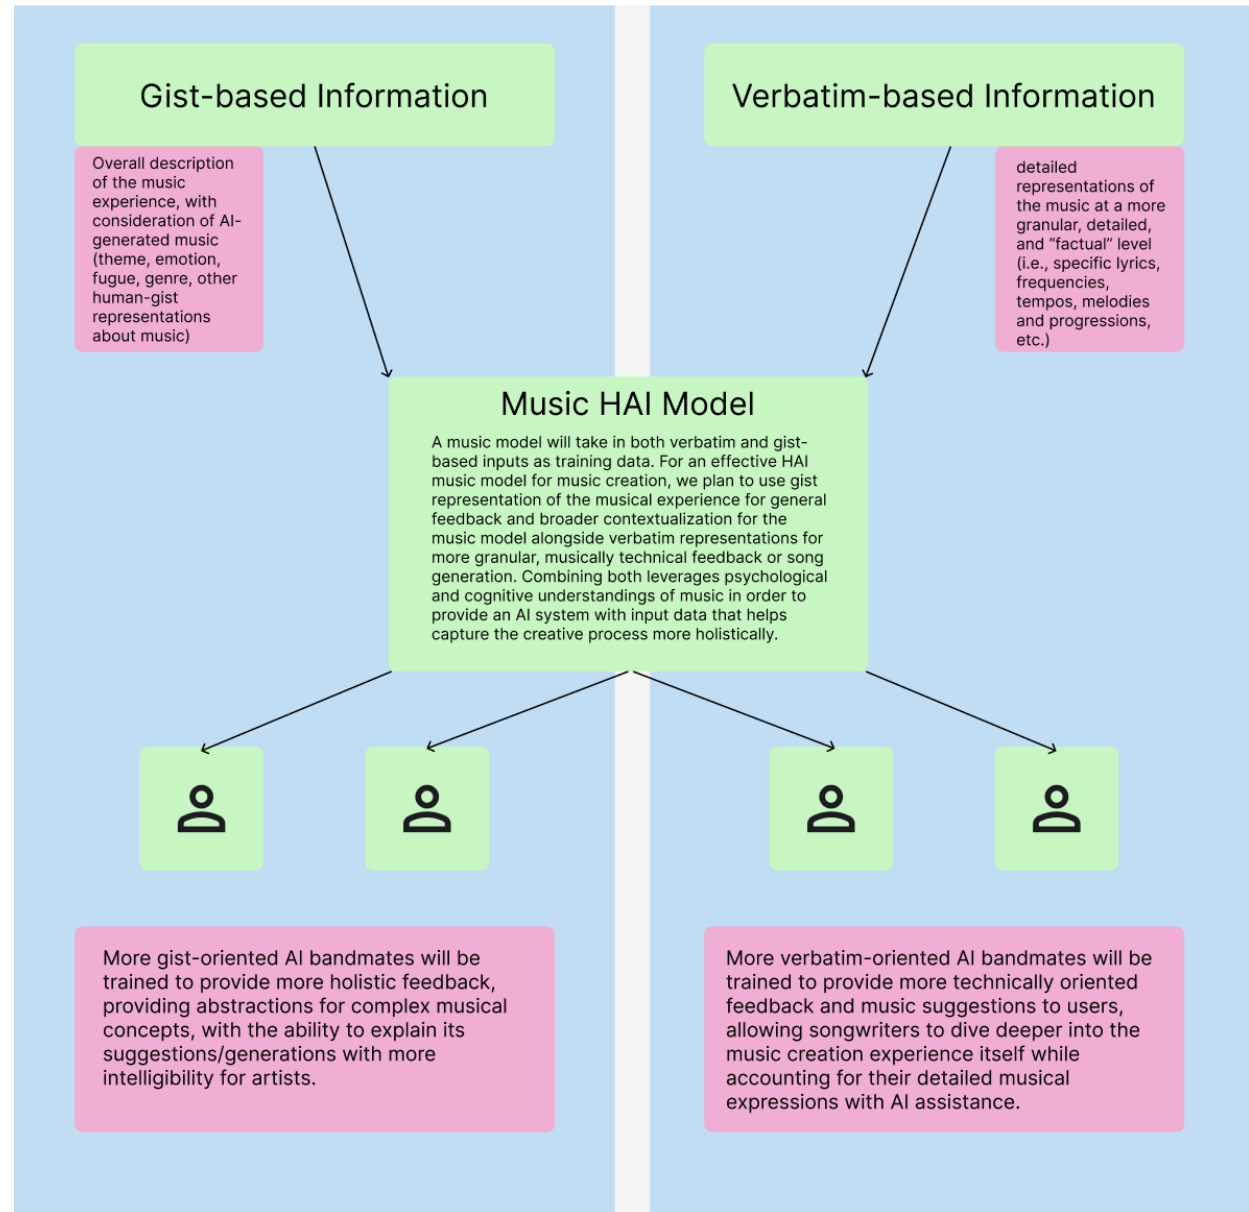 Gist-based Information
Overall description
of the music
experience, with
consideration of AI-
generated music
(theme, emotion,
fugue, genre, other
human-gist
representations
about music)
Verbatim-based Information
detailed
representations of
the music at a more
granular, detailed,
and “factual” level
(i.e., specific lyrics,
frequencies,
tempos, melodies
and progressions,
etc.)
Music HAI Model
A music model will take in both verbatim and gist-
based inputs as training data. For an effective HAI
music model for music creation, we plan to use gist
representation of the musical experience for general
feedback and broader contextualization for the
music model alongside verbatim representations for
more granular, musically technical feedback or song
generation. Combining both leverages psychological
and cognitive understandings of music in order to
provide an AI system with input data that helps
capture the creative process more holistically.
More gist-oriented AI bandmates will be
trained to provide more holistic feedback,
providing abstractions for complex musical
concepts, with the ability to explain its
suggestions/generations with more
intelligibility for artists.
More verbatim-oriented AI bandmates will be
trained to provide more technically oriented
feedback and music suggestions to users,
allowing songwriters to dive deeper into the
music creation experience itself while
accounting for their detailed musical
expressions with AI assistance.